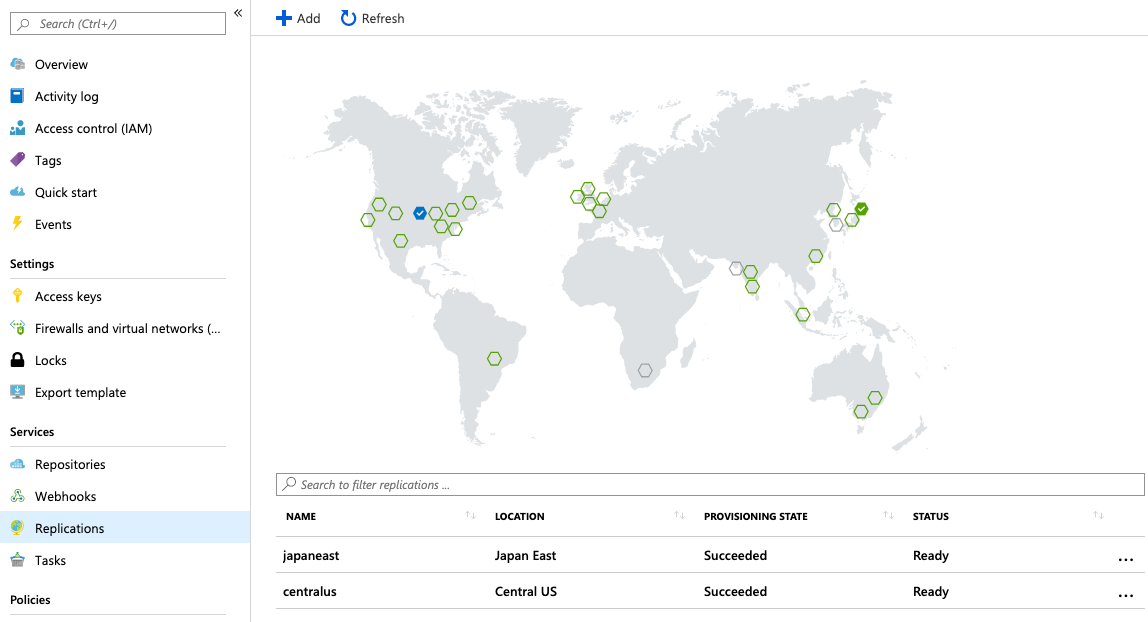 Search (Ctrl+/)
«
Add
Refresh
Overview
Activity log
Access control (IAM)
Tags
Quick start
Events
Settings
Access keys
Firewalls and virtual networks (...
Locks
Export template
Services
Repositories
Webhooks
Replications
Tasks
Policies
Search to filter replications ...
NAME LOCATION PROVISIONING STATE STATUS
japaneast Japan East Succeeded Ready ...
centralus Central US Succeeded Ready ...